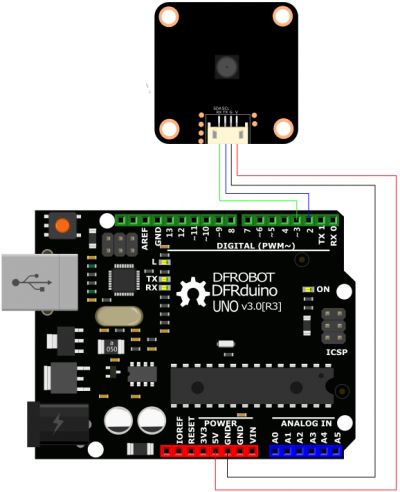 SDA SCL
RX TX G V
AREF
GND
13
12
~11
~10
~9
8
7
~6
~5
4
~3
2
TX 1
RX 0
DIGITAL (PWM~)
L
TX
RX
DFROBOT
DFRduino
UNO v3.0[R3]
ON
ICSP
050
IOREF
RESET
3V3
5V
GND
GND
VIN
POWER
ANALOG IN
A0
A1
A2
A3
A4
A5